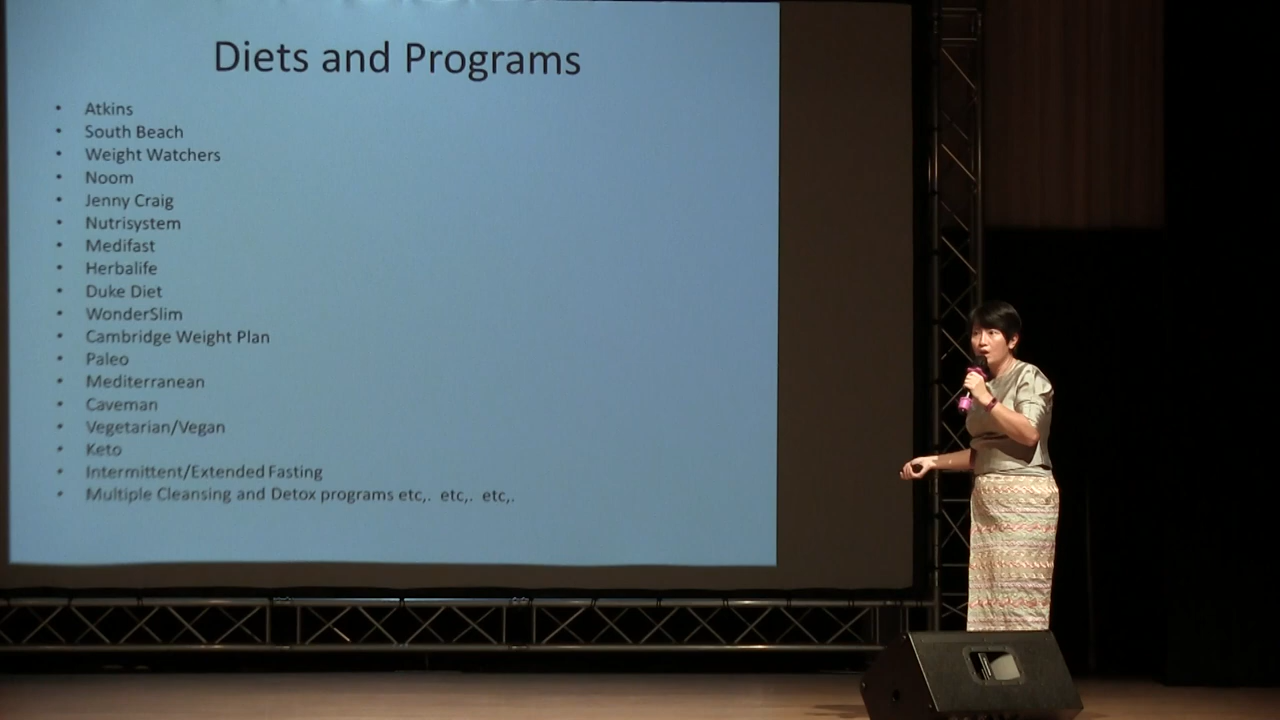 Diets and Programs
• Atkins
• South Beach
• Weight Watchers
• Noom
• Jenny Craig
• Nutrisystem
• Medifast
• Herbalife
• Duke Diet
• WonderSlim
• Cambridge Weight Plan
• Paleo
• Mediterranean
• Caveman
• Vegetarian/Vegan
• Keto
• Intermittent/Extended Fasting
• Multiple Cleansing and Detox programs etc,. etc,. etc,.